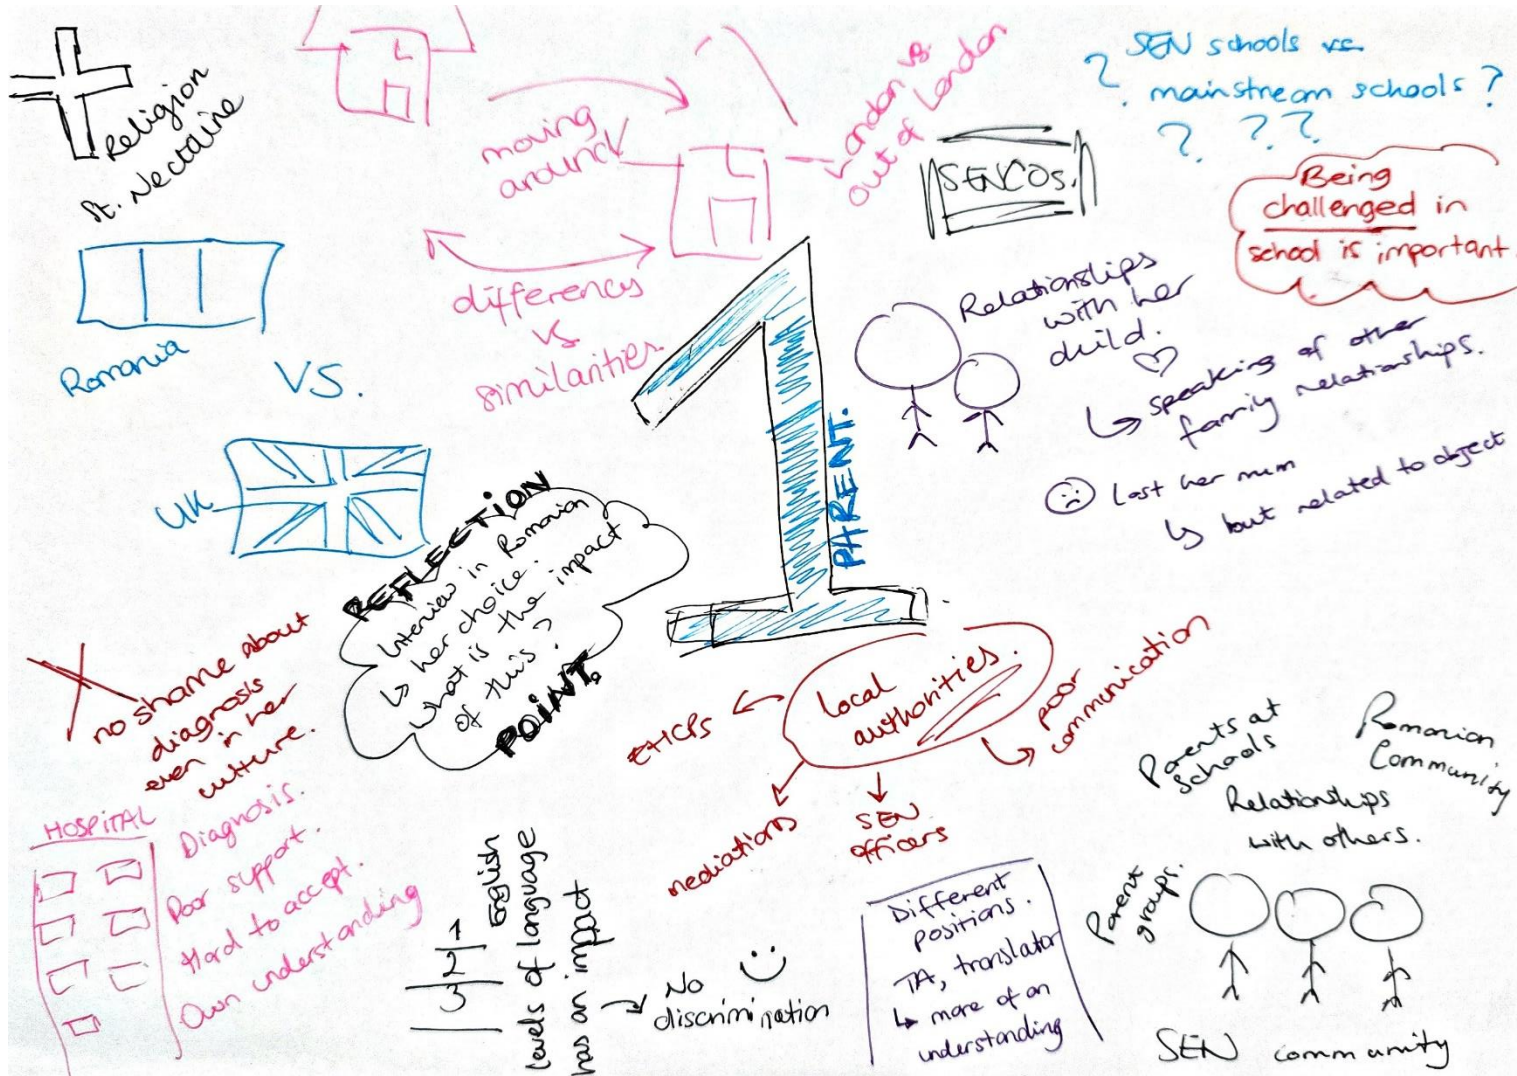 Religion
St. Nectaire
moving
around
London vs.
out of London
differency
vs
similarities.
SEN schools vs
mainstream schools?
? ? ? ?
SENCOs.
Being
challenged in
school is important.
Romania
VS.
UK
1
PARENT.
Relationships
with her
child.
speaking of other
family relationships.
Lost her mum
but related to object
REFLECTION
Interview in Romanian
her choice.
What is the impact
of this?
POINT.
no shame about
diagnosis
even in her
culture.
Local
authorities.
EHCPs
mediations
SEN
officers
poor
communication
HOSPITAL
Diagnosis.
Poor support.
Hard to accept.
Own understanding
1
2
3
English
Levels of language
has an impact
No
discrimination
Different
positions.
TA, translator
more of an
understanding
Parents at
schools
Romanian
Community
Relationships
with others.
Parent
groups.
SEN community